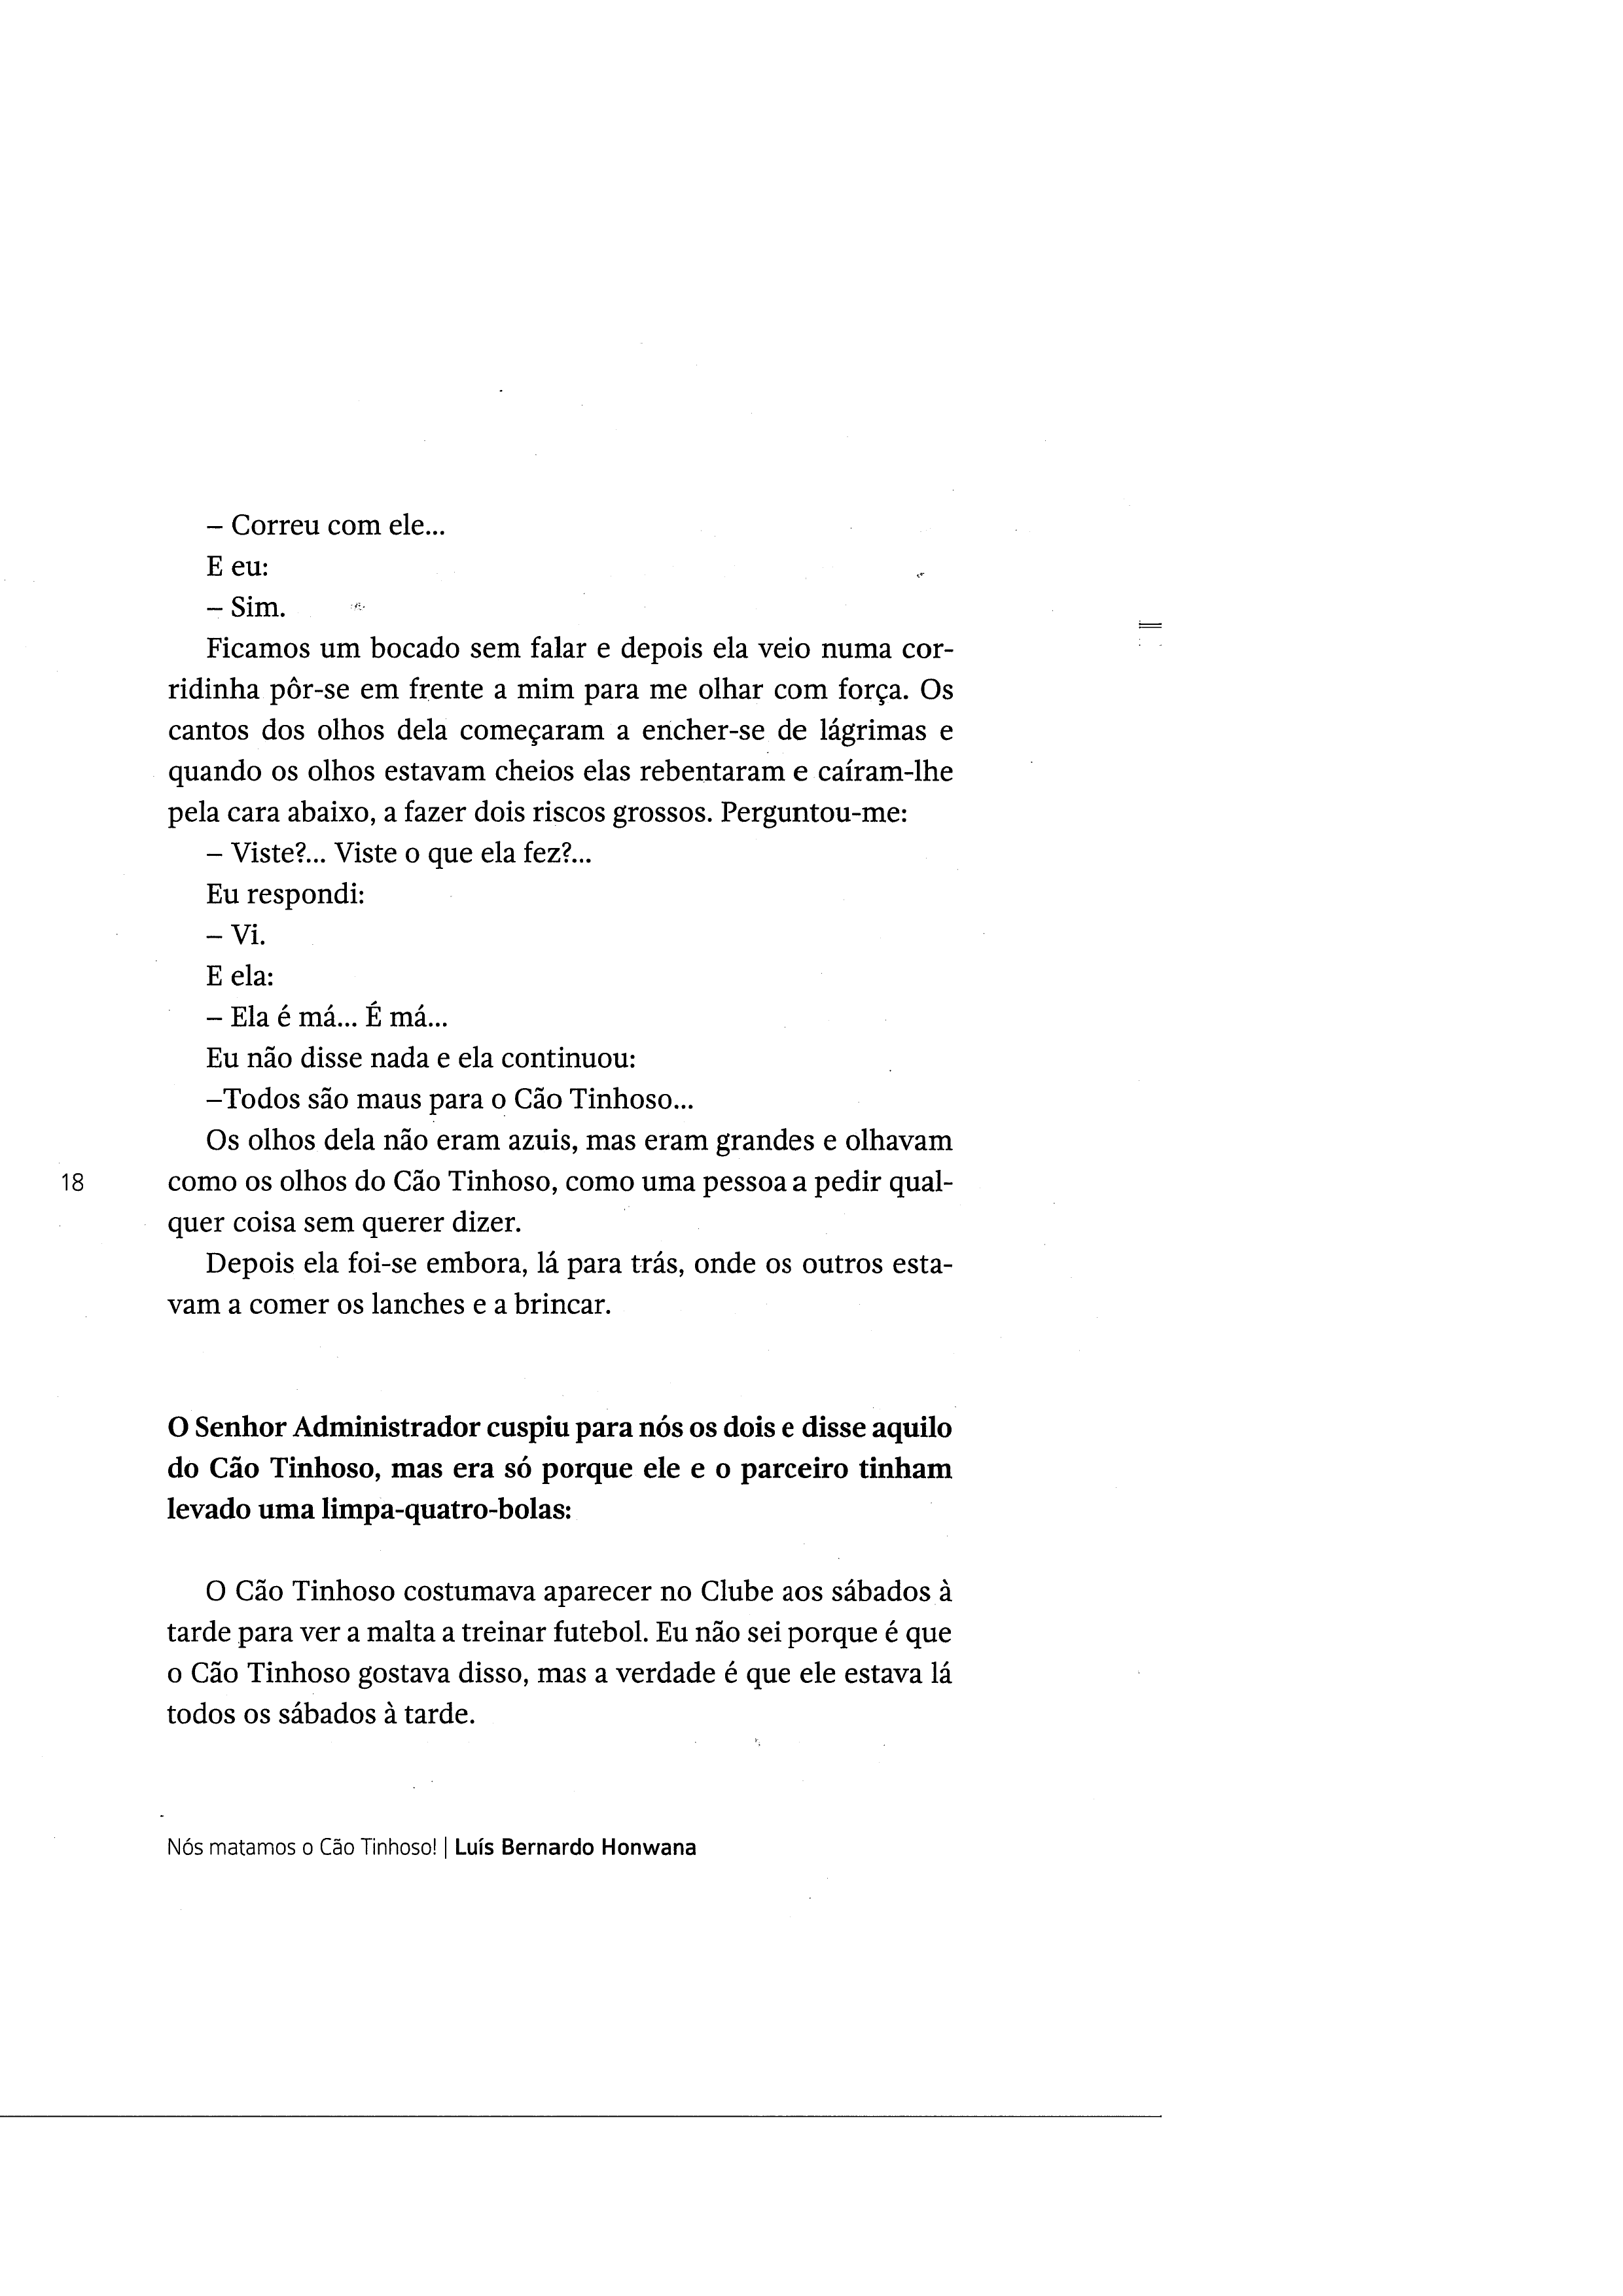 – Correu com ele...
E eu:
– Sim.
Ficamos um bocado sem falar e depois ela veio numa cor-
ridinha pôr-se em frente a mim para me olhar com força. Os
cantos dos olhos dela começaram a encher-se de lágrimas e
quando os olhos estavam cheios elas rebentaram e caíram-lhe
pela cara abaixo, a fazer dois riscos grossos. Perguntou-me:
– Viste?... Viste o que ela fez?...
Eu respondi:
– Vi.
E ela:
– Ela é má... É má...
Eu não disse nada e ela continuou:
–Todos são maus para o Cão Tinhoso...
Os olhos dela não eram azuis, mas eram grandes e olhavam
18
como os olhos do Cão Tinhoso, como uma pessoa a pedir qual-
quer coisa sem querer dizer.
Depois ela foi-se embora, lá para trás, onde os outros esta-
vam a comer os lanches e a brincar.
O Senhor Administrador cuspiu para nós os dois e disse aquilo
do Cão Tinhoso, mas era só porque ele e o parceiro tinham
levado uma limpa-quatro-bolas:
O Cão Tinhoso costumava aparecer no Clube aos sábados à
tarde para ver a malta a treinar futebol. Eu não sei porque é que
o Cão Tinhoso gostava disso, mas a verdade é que ele estava lá
todos os sábados à tarde.
Nós matamos o Cão Tinhoso! | Luís Bernardo Honwana